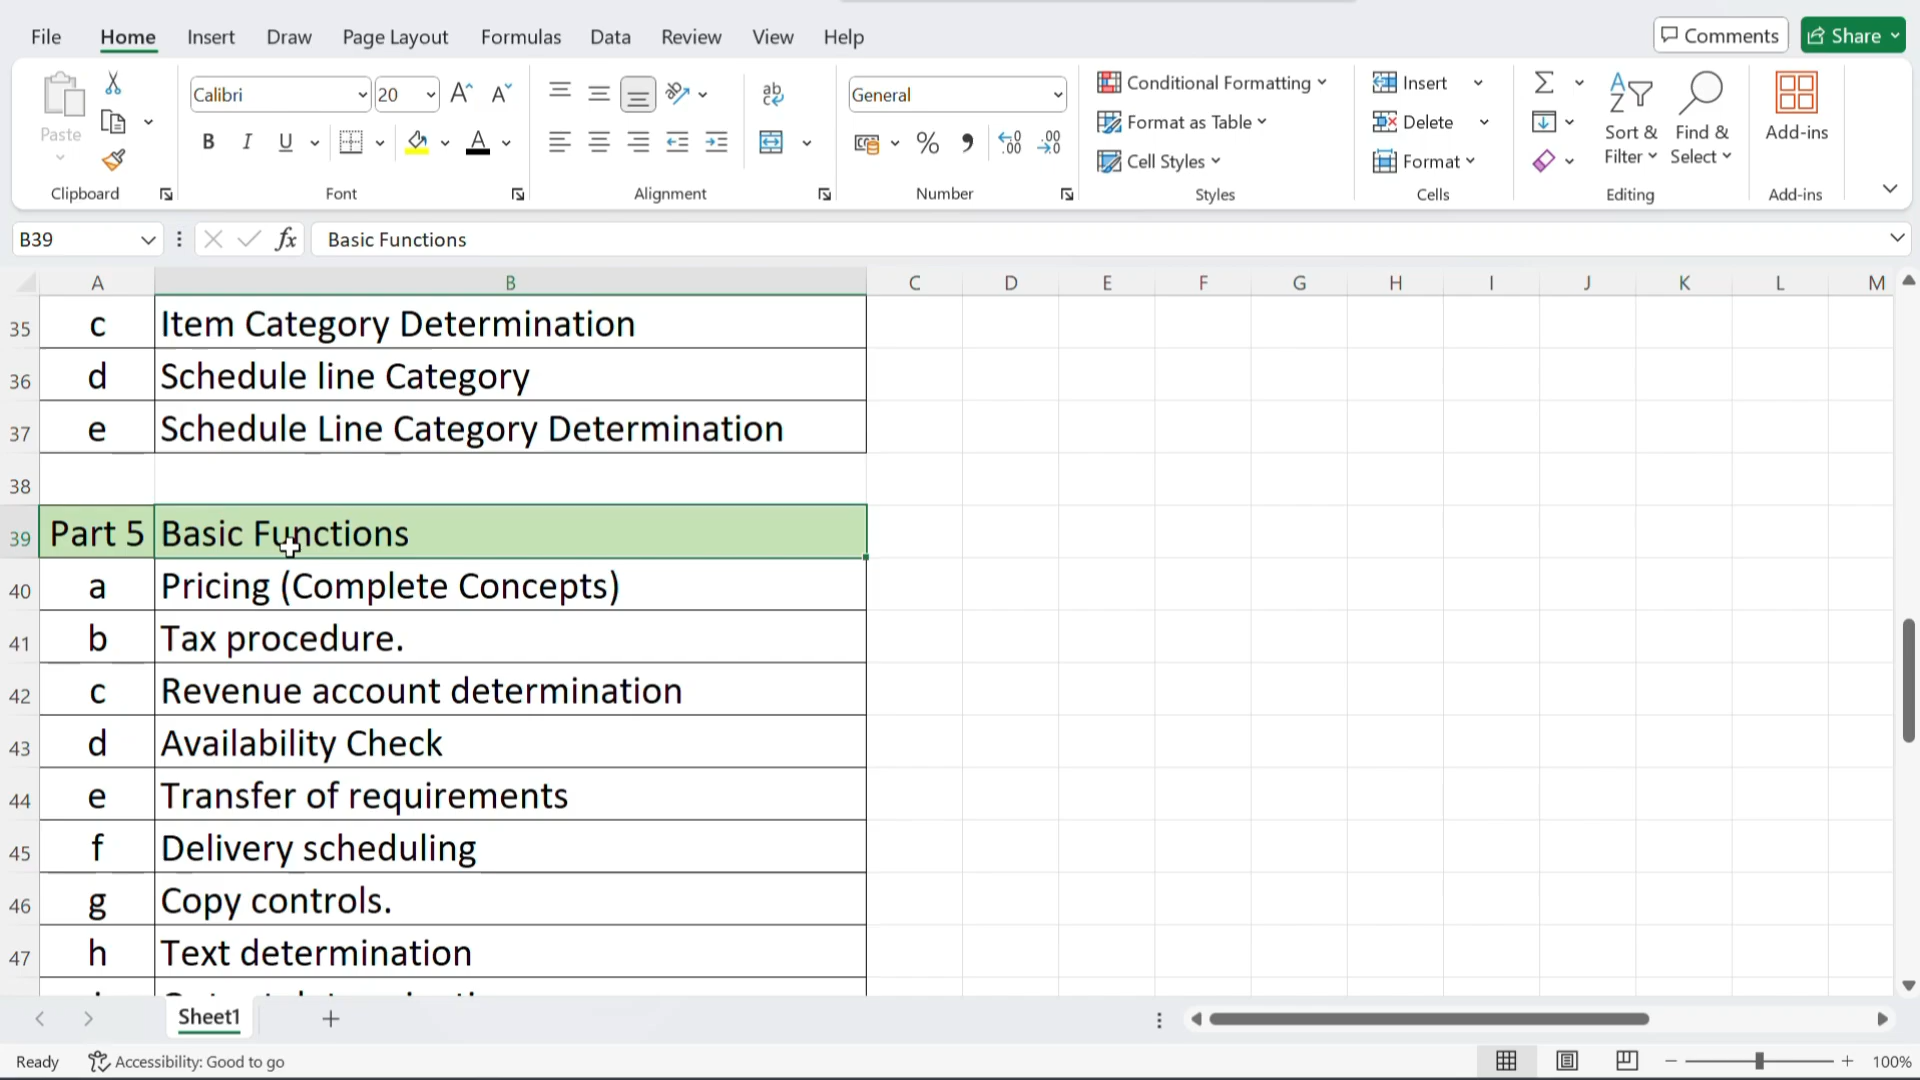 File Home Insert Draw Page Layout Formulas Data Review View Help Comments Share
Calibri 20 General Conditional Formatting Insert
Paste Format as Table Delete Sort & Filter Find & Select Add-ins
B I U A % Cell Styles Format
Clipboard Font Alignment Number Styles Cells Editing Add-ins
B39 fx Basic Functions
A B C D E F G H I J K L M
35 c Item Category Determination
36 d Schedule line Category
37 e Schedule Line Category Determination
38
39 Part 5 Basic Functions
40 a Pricing (Complete Concepts)
41 b Tax procedure.
42 c Revenue account determination
43 d Availability Check
44 e Transfer of requirements
45 f Delivery scheduling
46 g Copy controls.
47 h Text determination
Sheet1
Ready Accessibility: Good to go 100%